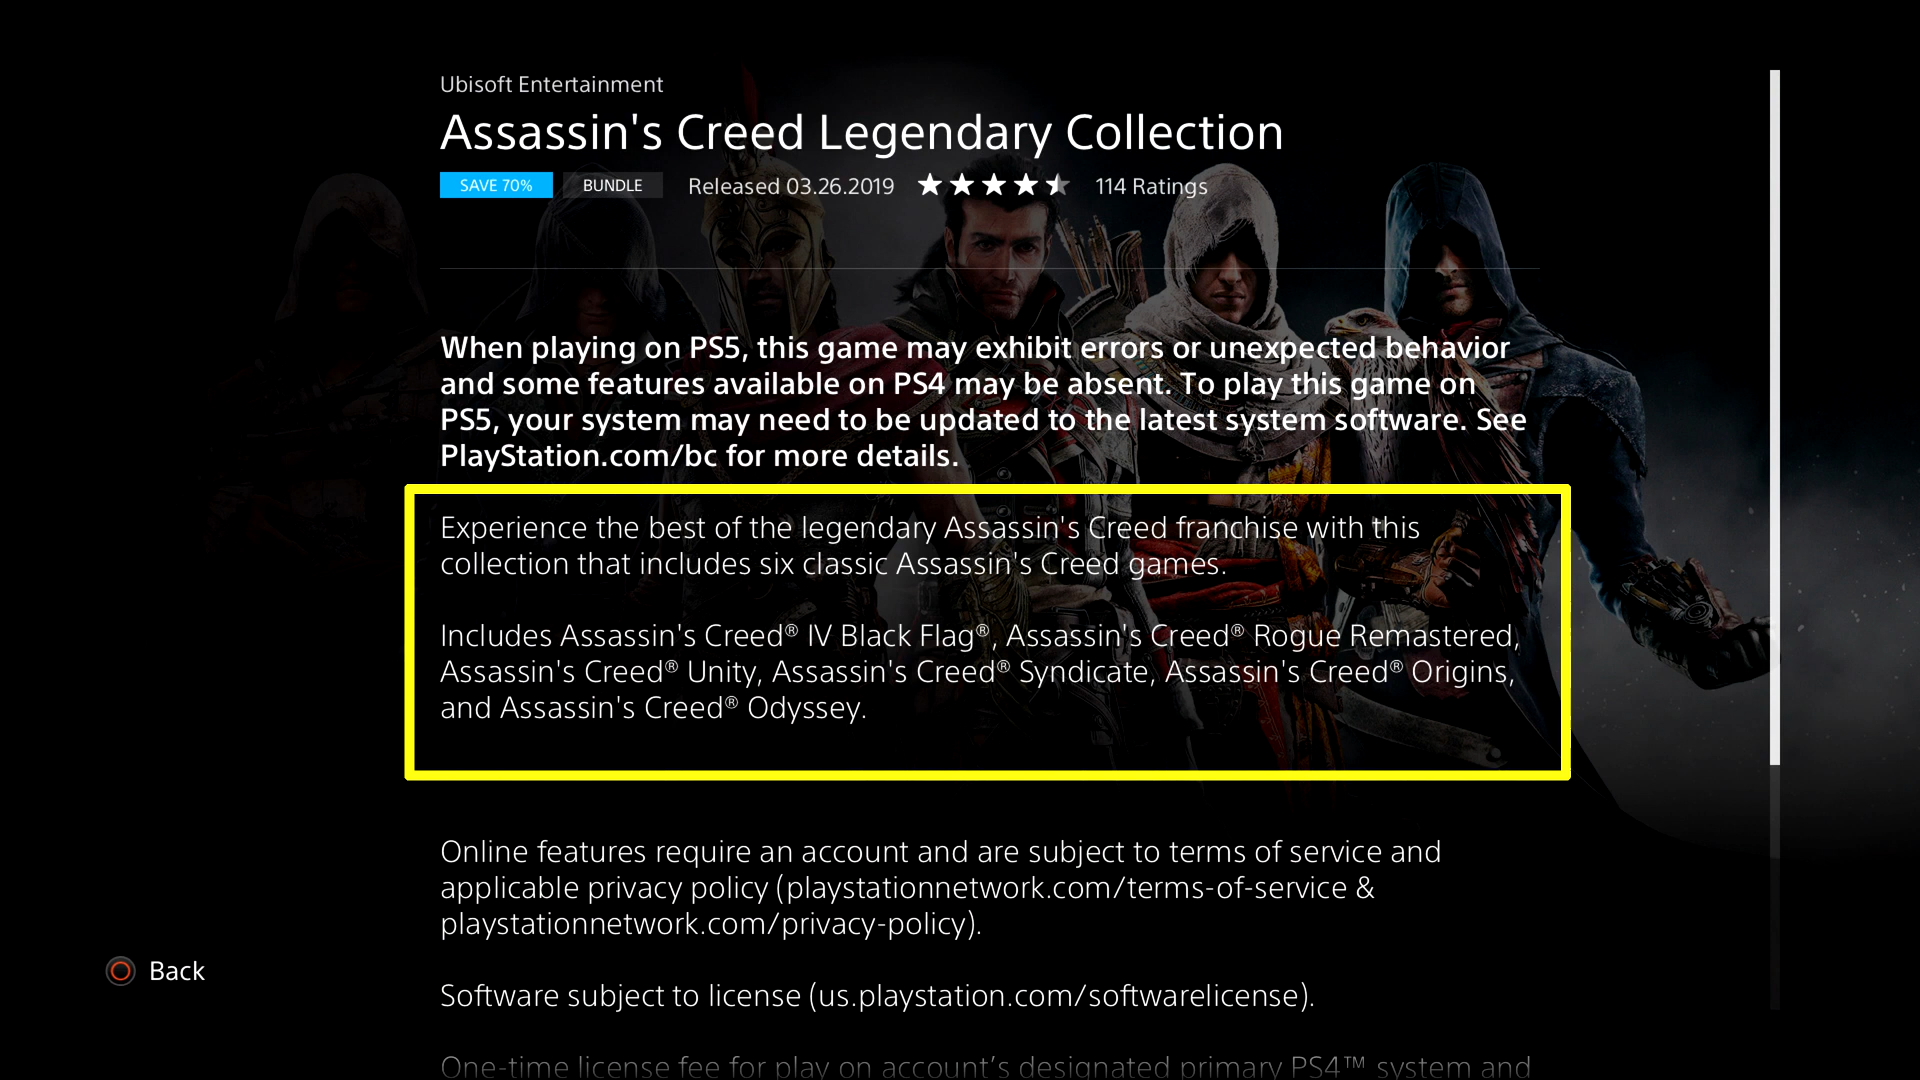 Ubisoft Entertainment
Assassin's Creed Legendary Collection
SAVE 70% BUNDLE Released 03.26.2019 114 Ratings
When playing on PS5, this game may exhibit errors or unexpected behavior
and some features available on PS4 may be absent. To play this game on
PS5, your system may need to be updated to the latest system software. See
PlayStation.com/bc for more details.
Experience the best of the legendary Assassin's Creed franchise with this
collection that includes six classic Assassin's Creed games.
Includes Assassin's Creed® IV Black Flag®, Assassin's Creed® Rogue Remastered,
Assassin's Creed® Unity, Assassin's Creed® Syndicate, Assassin's Creed® Origins,
and Assassin's Creed® Odyssey.
Online features require an account and are subject to terms of service and
applicable privacy policy (playstationnetwork.com/terms-of-service &
playstationnetwork.com/privacy-policy).
Back
Software subject to license (us.playstation.com/softwarelicense).
One-time license fee for play on account’s designated primary PS4™ system and